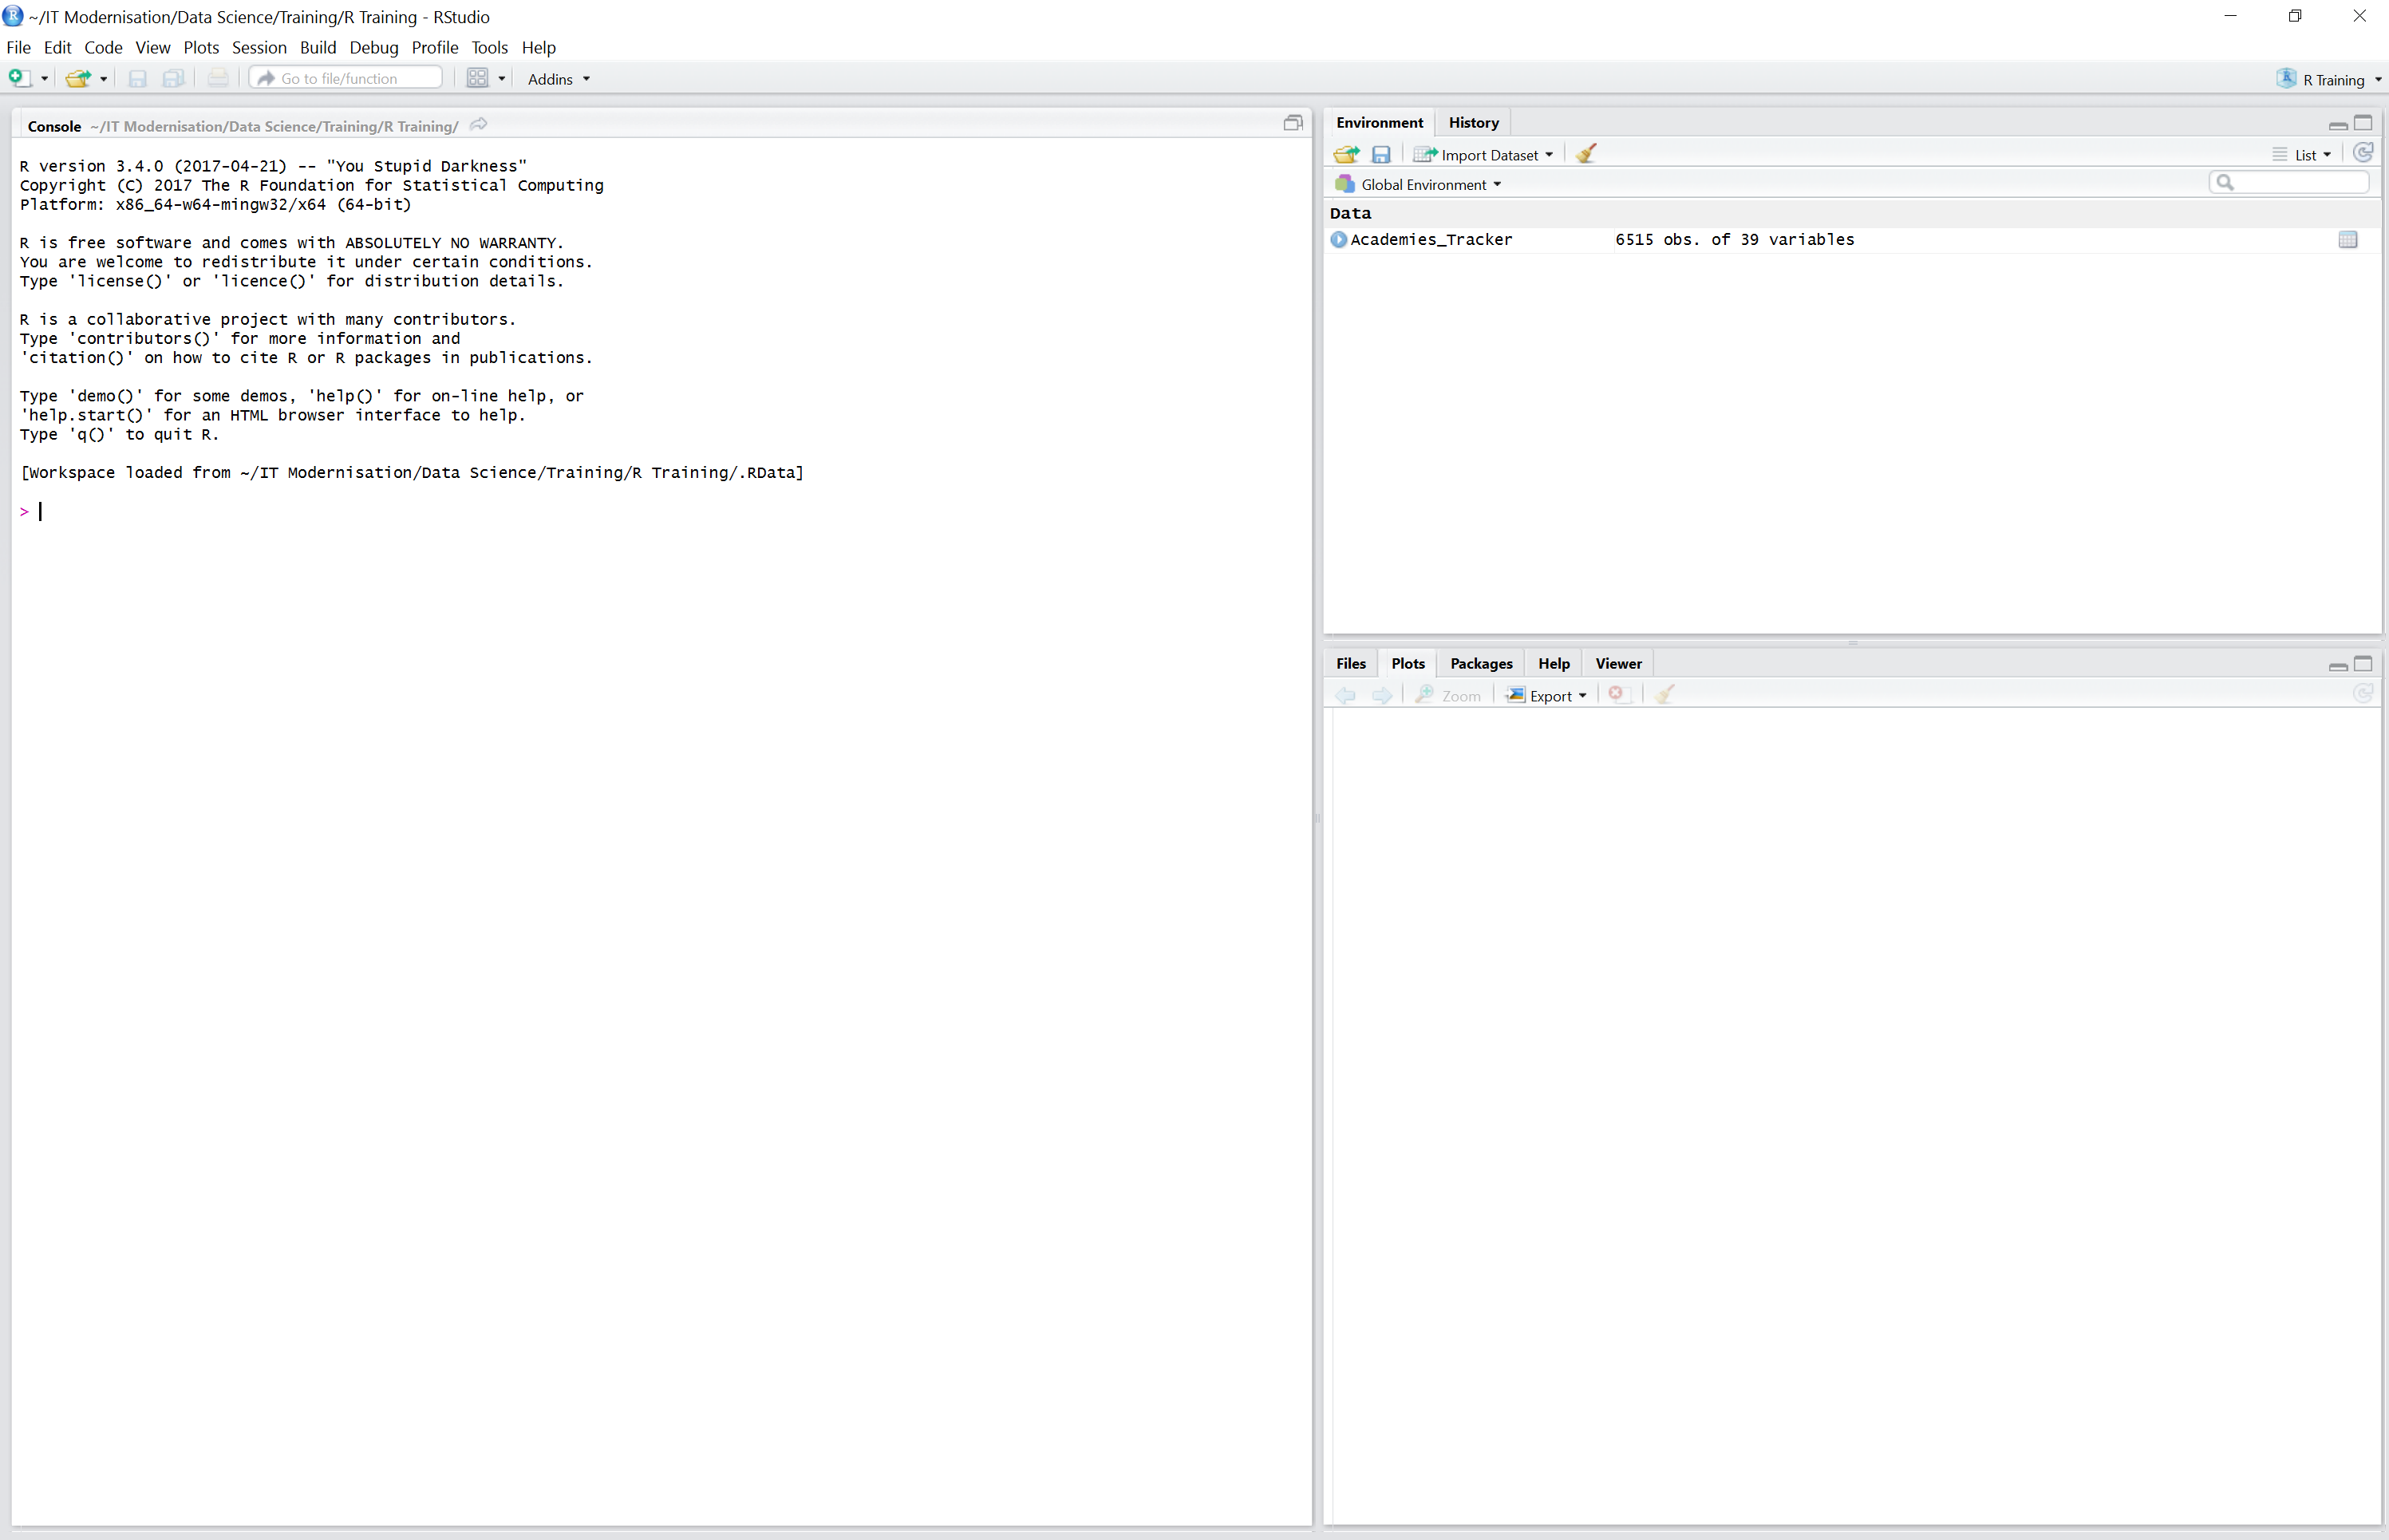 ~/IT Modernisation/Data Science/Training/R Training - RStudio
File Edit Code View Plots Session Build Debug Profile Tools Help
Go to file/function Addins R Training
Console ~/IT Modernisation/Data Science/Training/R Training/
R version 3.4.0 (2017-04-21) -- "You Stupid Darkness"
Copyright (C) 2017 The R Foundation for Statistical Computing
Platform: x86_64-w64-mingw32/x64 (64-bit)
R is free software and comes with ABSOLUTELY NO WARRANTY.
You are welcome to redistribute it under certain conditions.
Type 'license()' or 'licence()' for distribution details.
R is a collaborative project with many contributors.
Type 'contributors()' for more information and
'citation()' on how to cite R or R packages in publications.
Type 'demo()' for some demos, 'help()' for on-line help, or
'help.start()' for an HTML browser interface to help.
Type 'q()' to quit R.
[Workspace loaded from ~/IT Modernisation/Data Science/Training/R Training/.RData]
>
Environment History
Import Dataset List
Global Environment
Data
Academies_Tracker 6515 obs. of 39 variables
Files Plots Packages Help Viewer
Zoom Export